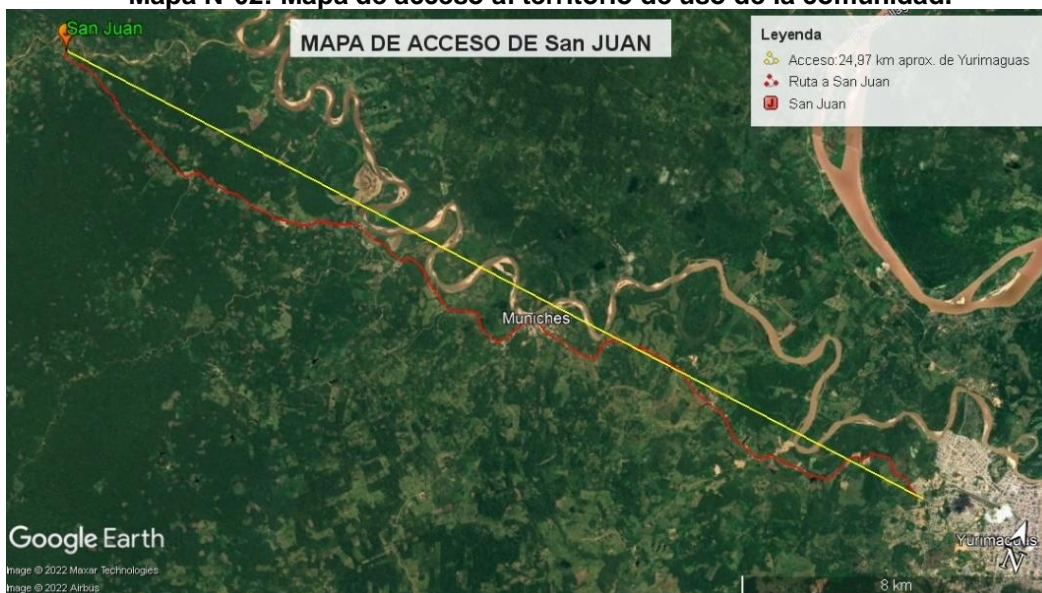 Mapa N°02: Mapa de acceso al territorio de uso de la comunidad.
San Juan
MAPA DE ACCESO DE San JUAN
Leyenda
Acceso:24,97 km aprox. de Yurimaguas
Ruta a San Juan
J San Juan
Muniches
Yurimaguas
N
Google Earth
Image © 2022 Maxar Technologies
Image © 2022 Airbus
8 km